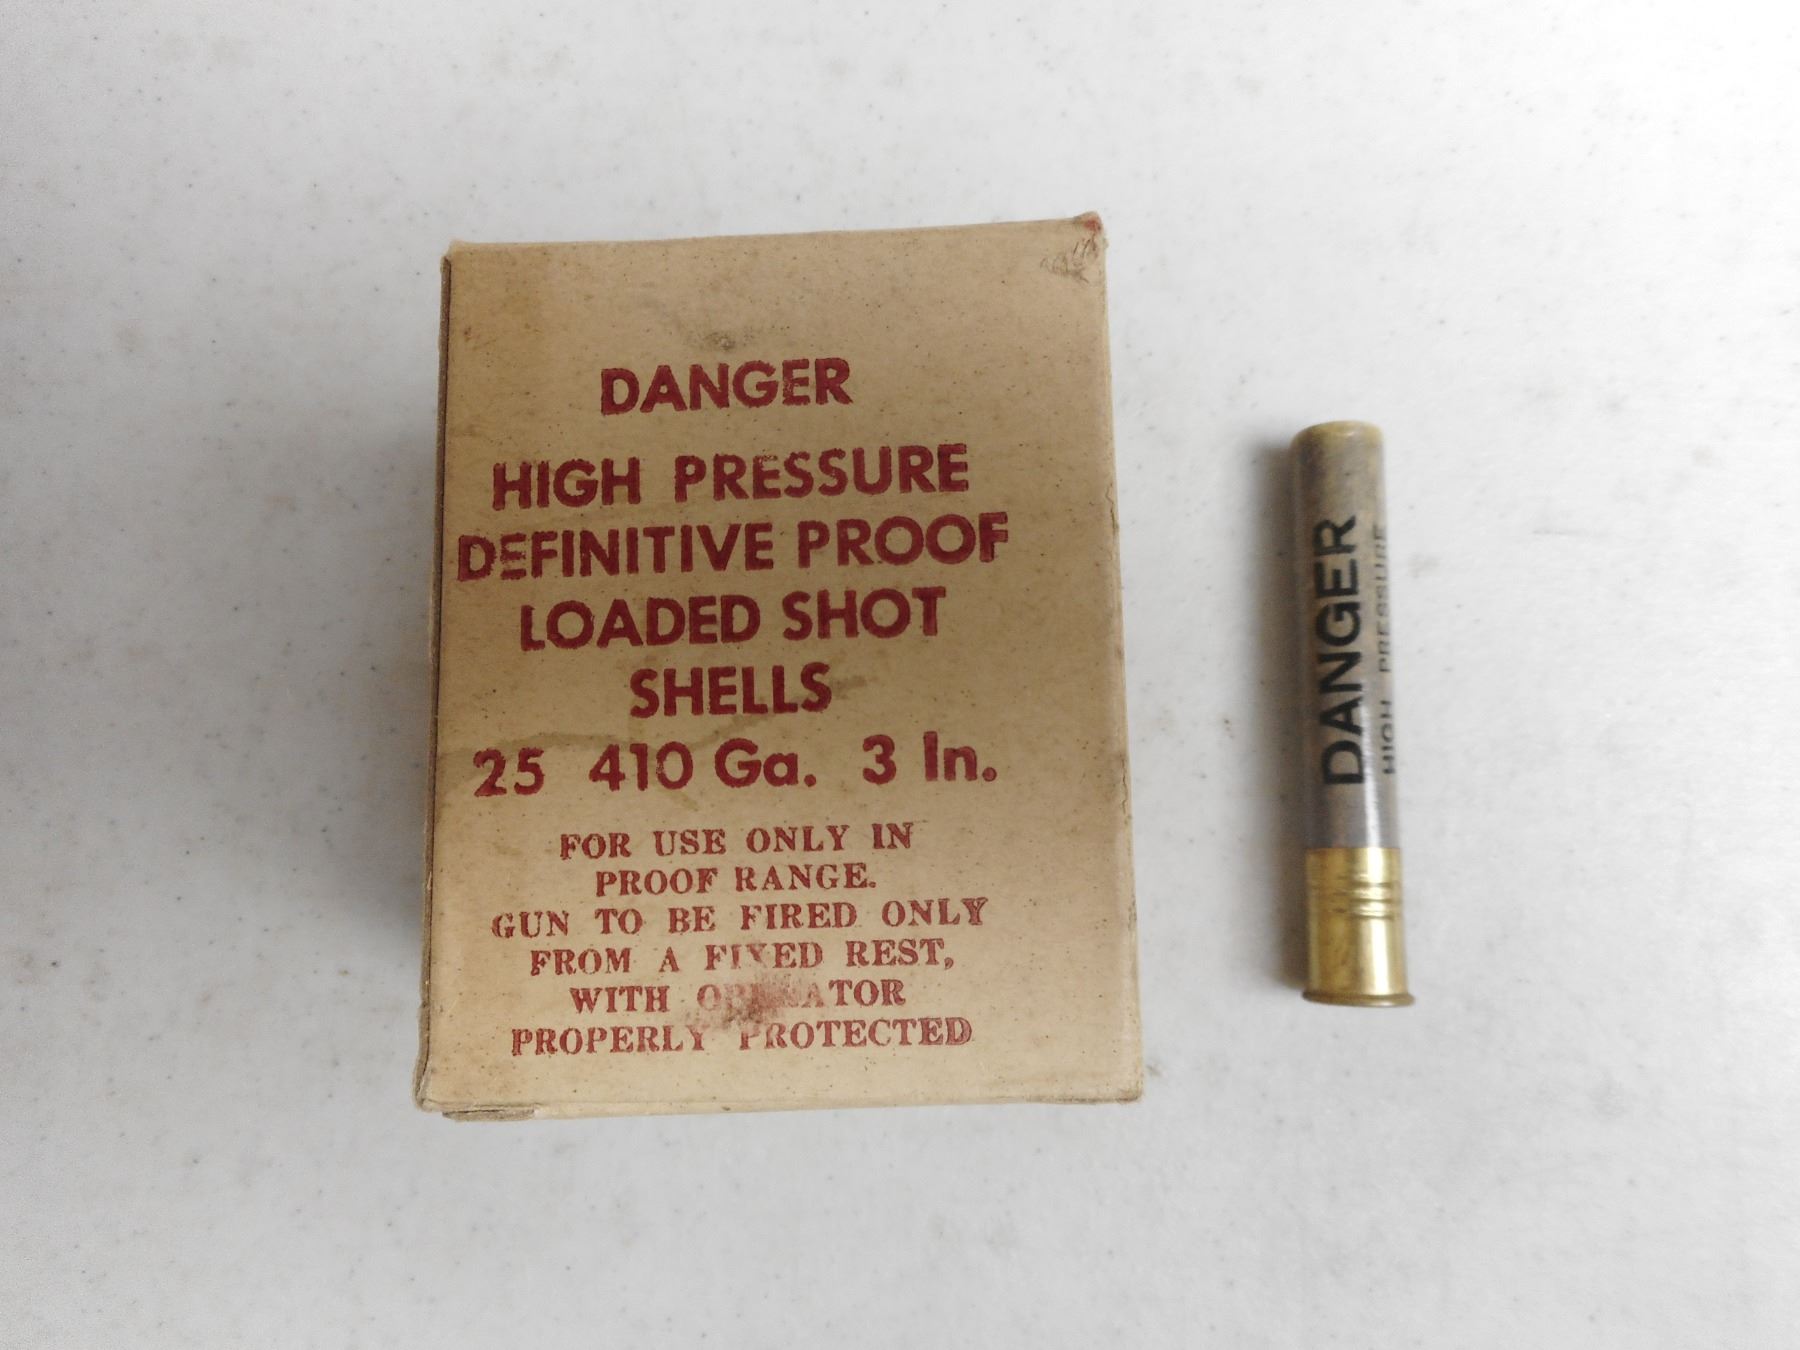 DANGER
HIGH PRESSURE
DEFINITIVE PROOF
LOADED SHOT
SHELLS
25 410 Ga. 3 In.
FOR USE ONLY IN
PROOF RANGE.
GUN TO BE FIRED ONLY
FROM A FIXED REST,
WITH OPERATOR
PROPERLY PROTECTED
DANGER
HIGH PRESSURE